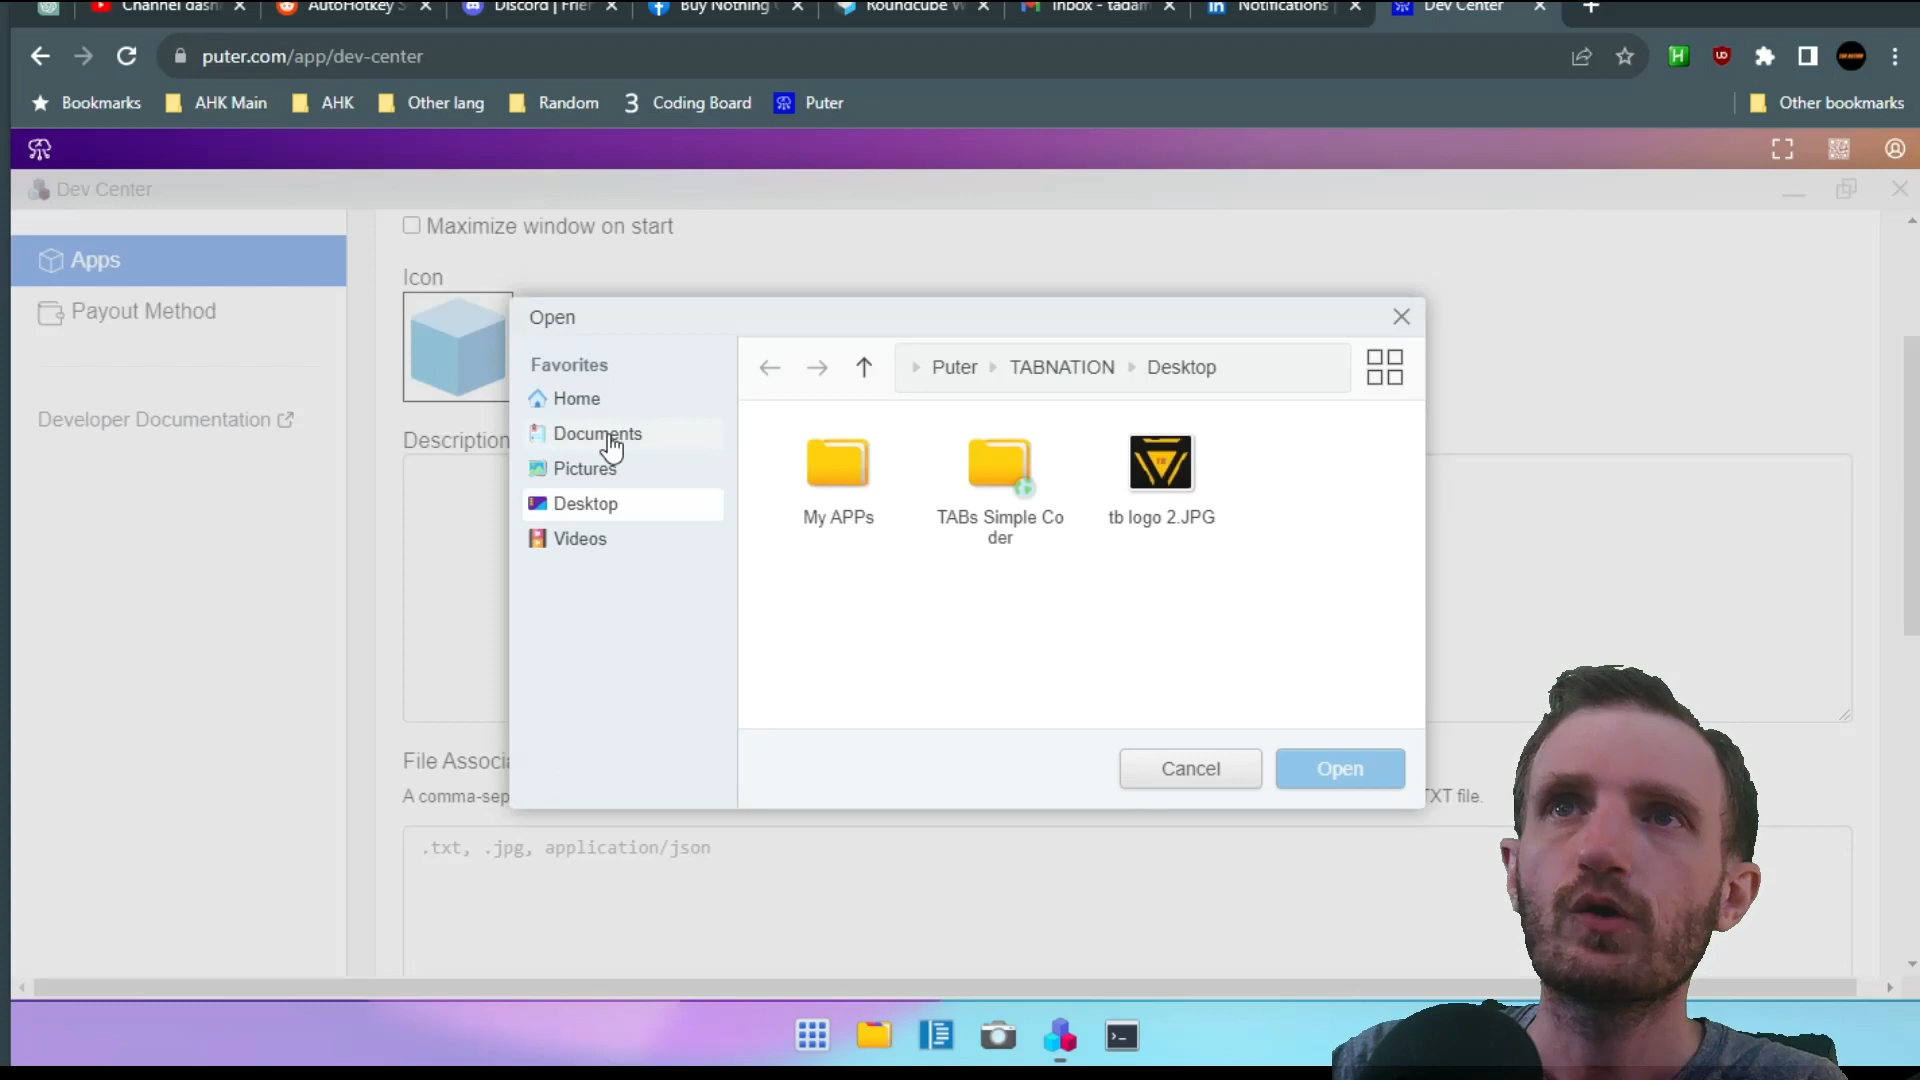 Channel dash
AutoHotkey S
Discord | Frien
Buy Nothing
Roundcube W
Inbox - tadam
Notifications
Dev Center
puter.com/app/dev-center
Bookmarks
AHK Main
AHK
Other lang
Random
3 Coding Board
Puter
Other bookmarks
Dev Center
Apps
Payout Method
Developer Documentation
Maximize window on start
Icon
Description
File Associ
A comma-sep
TXT file.
.txt, .jpg, application/json
Open
Favorites
Home
Documents
Pictures
Desktop
Videos
Puter
TABNATION
Desktop
My APPs
TABs Simple Co
der
tb logo 2.JPG
Cancel
Open